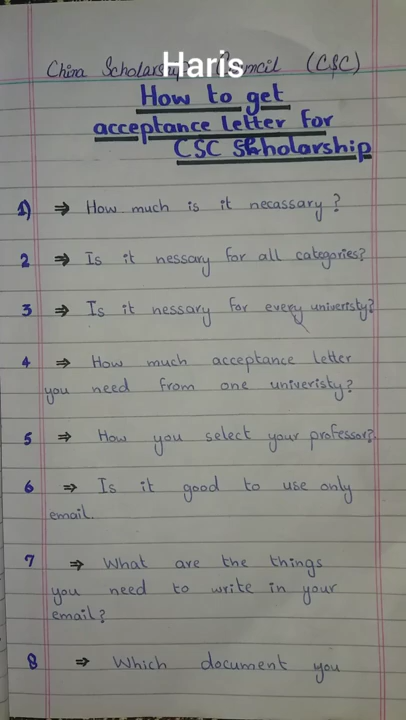 China Scholarship Council (CSC)
Haris
How to get
acceptance letter for
CSC Skholarship
1) ⇒ How much is it necassary?
2 ⇒ Is it nessary for all categories?
3 ⇒ Is it nessary for every univeristy?
4 ⇒ How much acceptance letter
you need from one univeristy?
5 ⇒ How you select your professor?
6 ⇒ Is it good to use only
email.
7 ⇒ What are the things
you need to write in your
email?
8 ⇒ Which document you